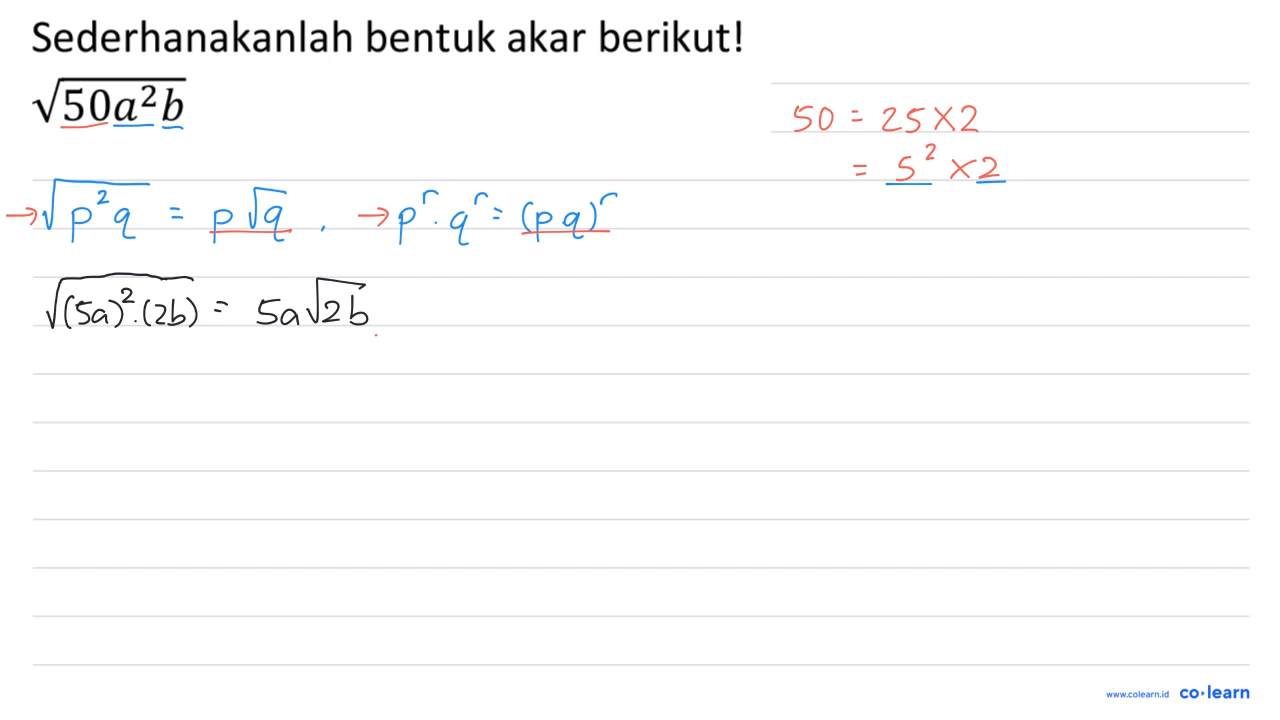 Sederhanakanlah bentuk akar berikut!
√50a²b
50 = 25 × 2
= 5² × 2
→ √p²q = p√q , → pʳ · qʳ = (pq)ʳ
√(5a)² · (2b) = 5a√2b
www.colearn.id co·learn